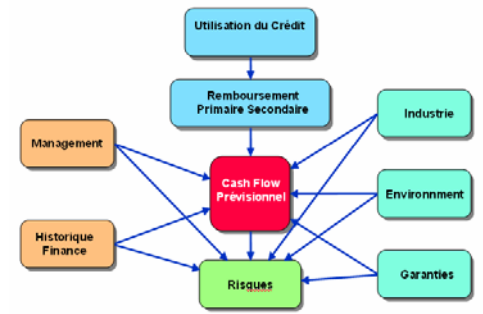 Utilisation du Crédit
Remboursement
Primaire Secondaire
Industrie
Management
Cash Flow
Prévisionnel
Environnment
Historique
Finance
Risques
Garanties